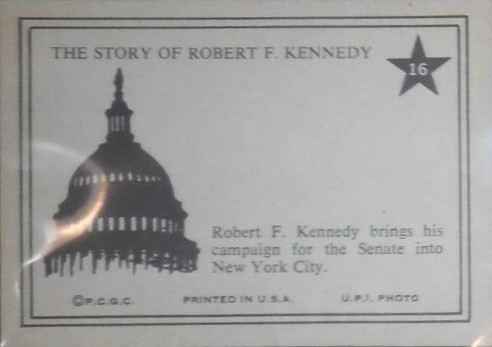 THE STORY OF ROBERT F. KENNEDY
16
Robert F. Kennedy brings his
campaign for the Senate into
New York City.
©P.C.G.C. PRINTED IN U.S.A. U.P.I. PHOTO